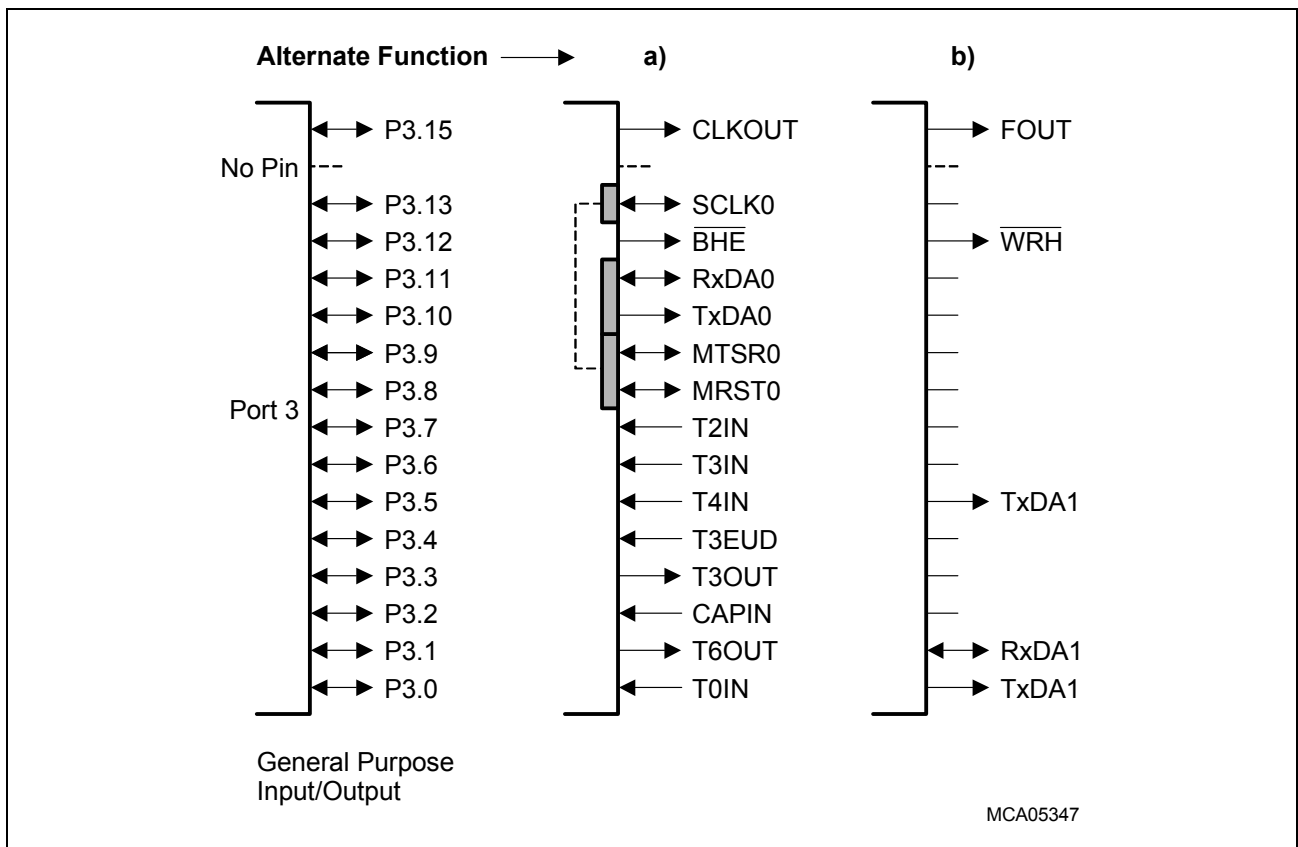 Alternate Function a) b)
P3.15 CLKOUT FOUT
No Pin
P3.13 SCLK0
P3.12 BHE WRH
P3.11 RxDA0
P3.10 TxDA0
P3.9 MTSR0
P3.8 MRST0
Port 3
P3.7 T2IN
P3.6 T3IN
P3.5 T4IN TxDA1
P3.4 T3EUD
P3.3 T3OUT
P3.2 CAPIN
P3.1 T6OUT RxDA1
P3.0 T0IN TxDA1
General Purpose
Input/Output
MCA05347